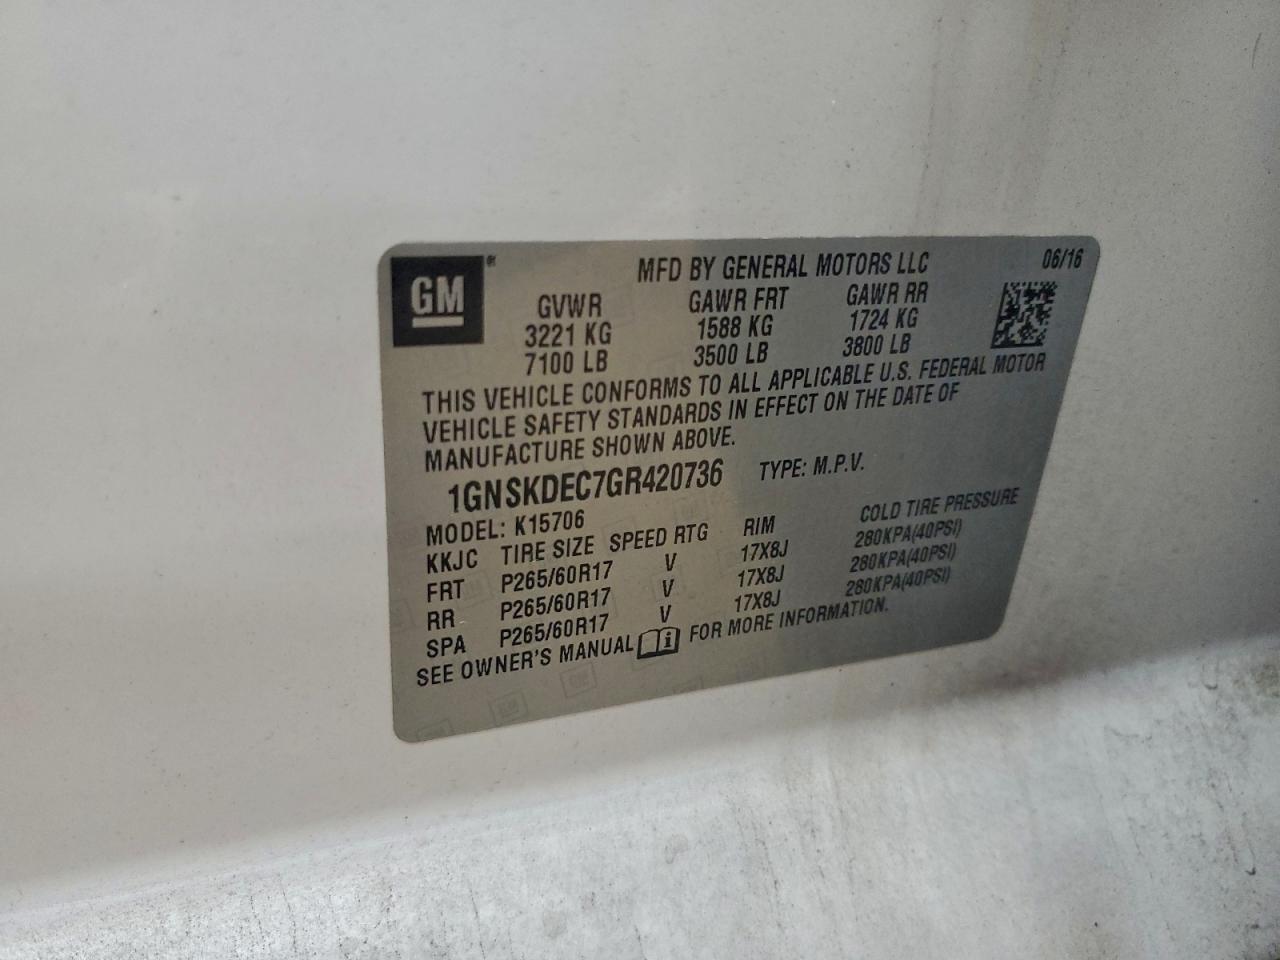 GM®
MFD BY GENERAL MOTORS LLC 06/16
GVWR GAWR FRT GAWR RR
3221 KG 1588 KG 1724 KG
7100 LB 3500 LB 3800 LB
THIS VEHICLE CONFORMS TO ALL APPLICABLE U.S. FEDERAL MOTOR
VEHICLE SAFETY STANDARDS IN EFFECT ON THE DATE OF
MANUFACTURE SHOWN ABOVE.
1GNSKDEC7GR420736 TYPE: M.P.V.
MODEL: K15706
KKJC TIRE SIZE SPEED RTG RIM COLD TIRE PRESSURE
FRT P265/60R17 V 17X8J 280KPA(40PSI)
RR P265/60R17 V 17X8J 280KPA(40PSI)
SPA P265/60R17 V 17X8J 280KPA(40PSI)
SEE OWNER'S MANUAL i FOR MORE INFORMATION.